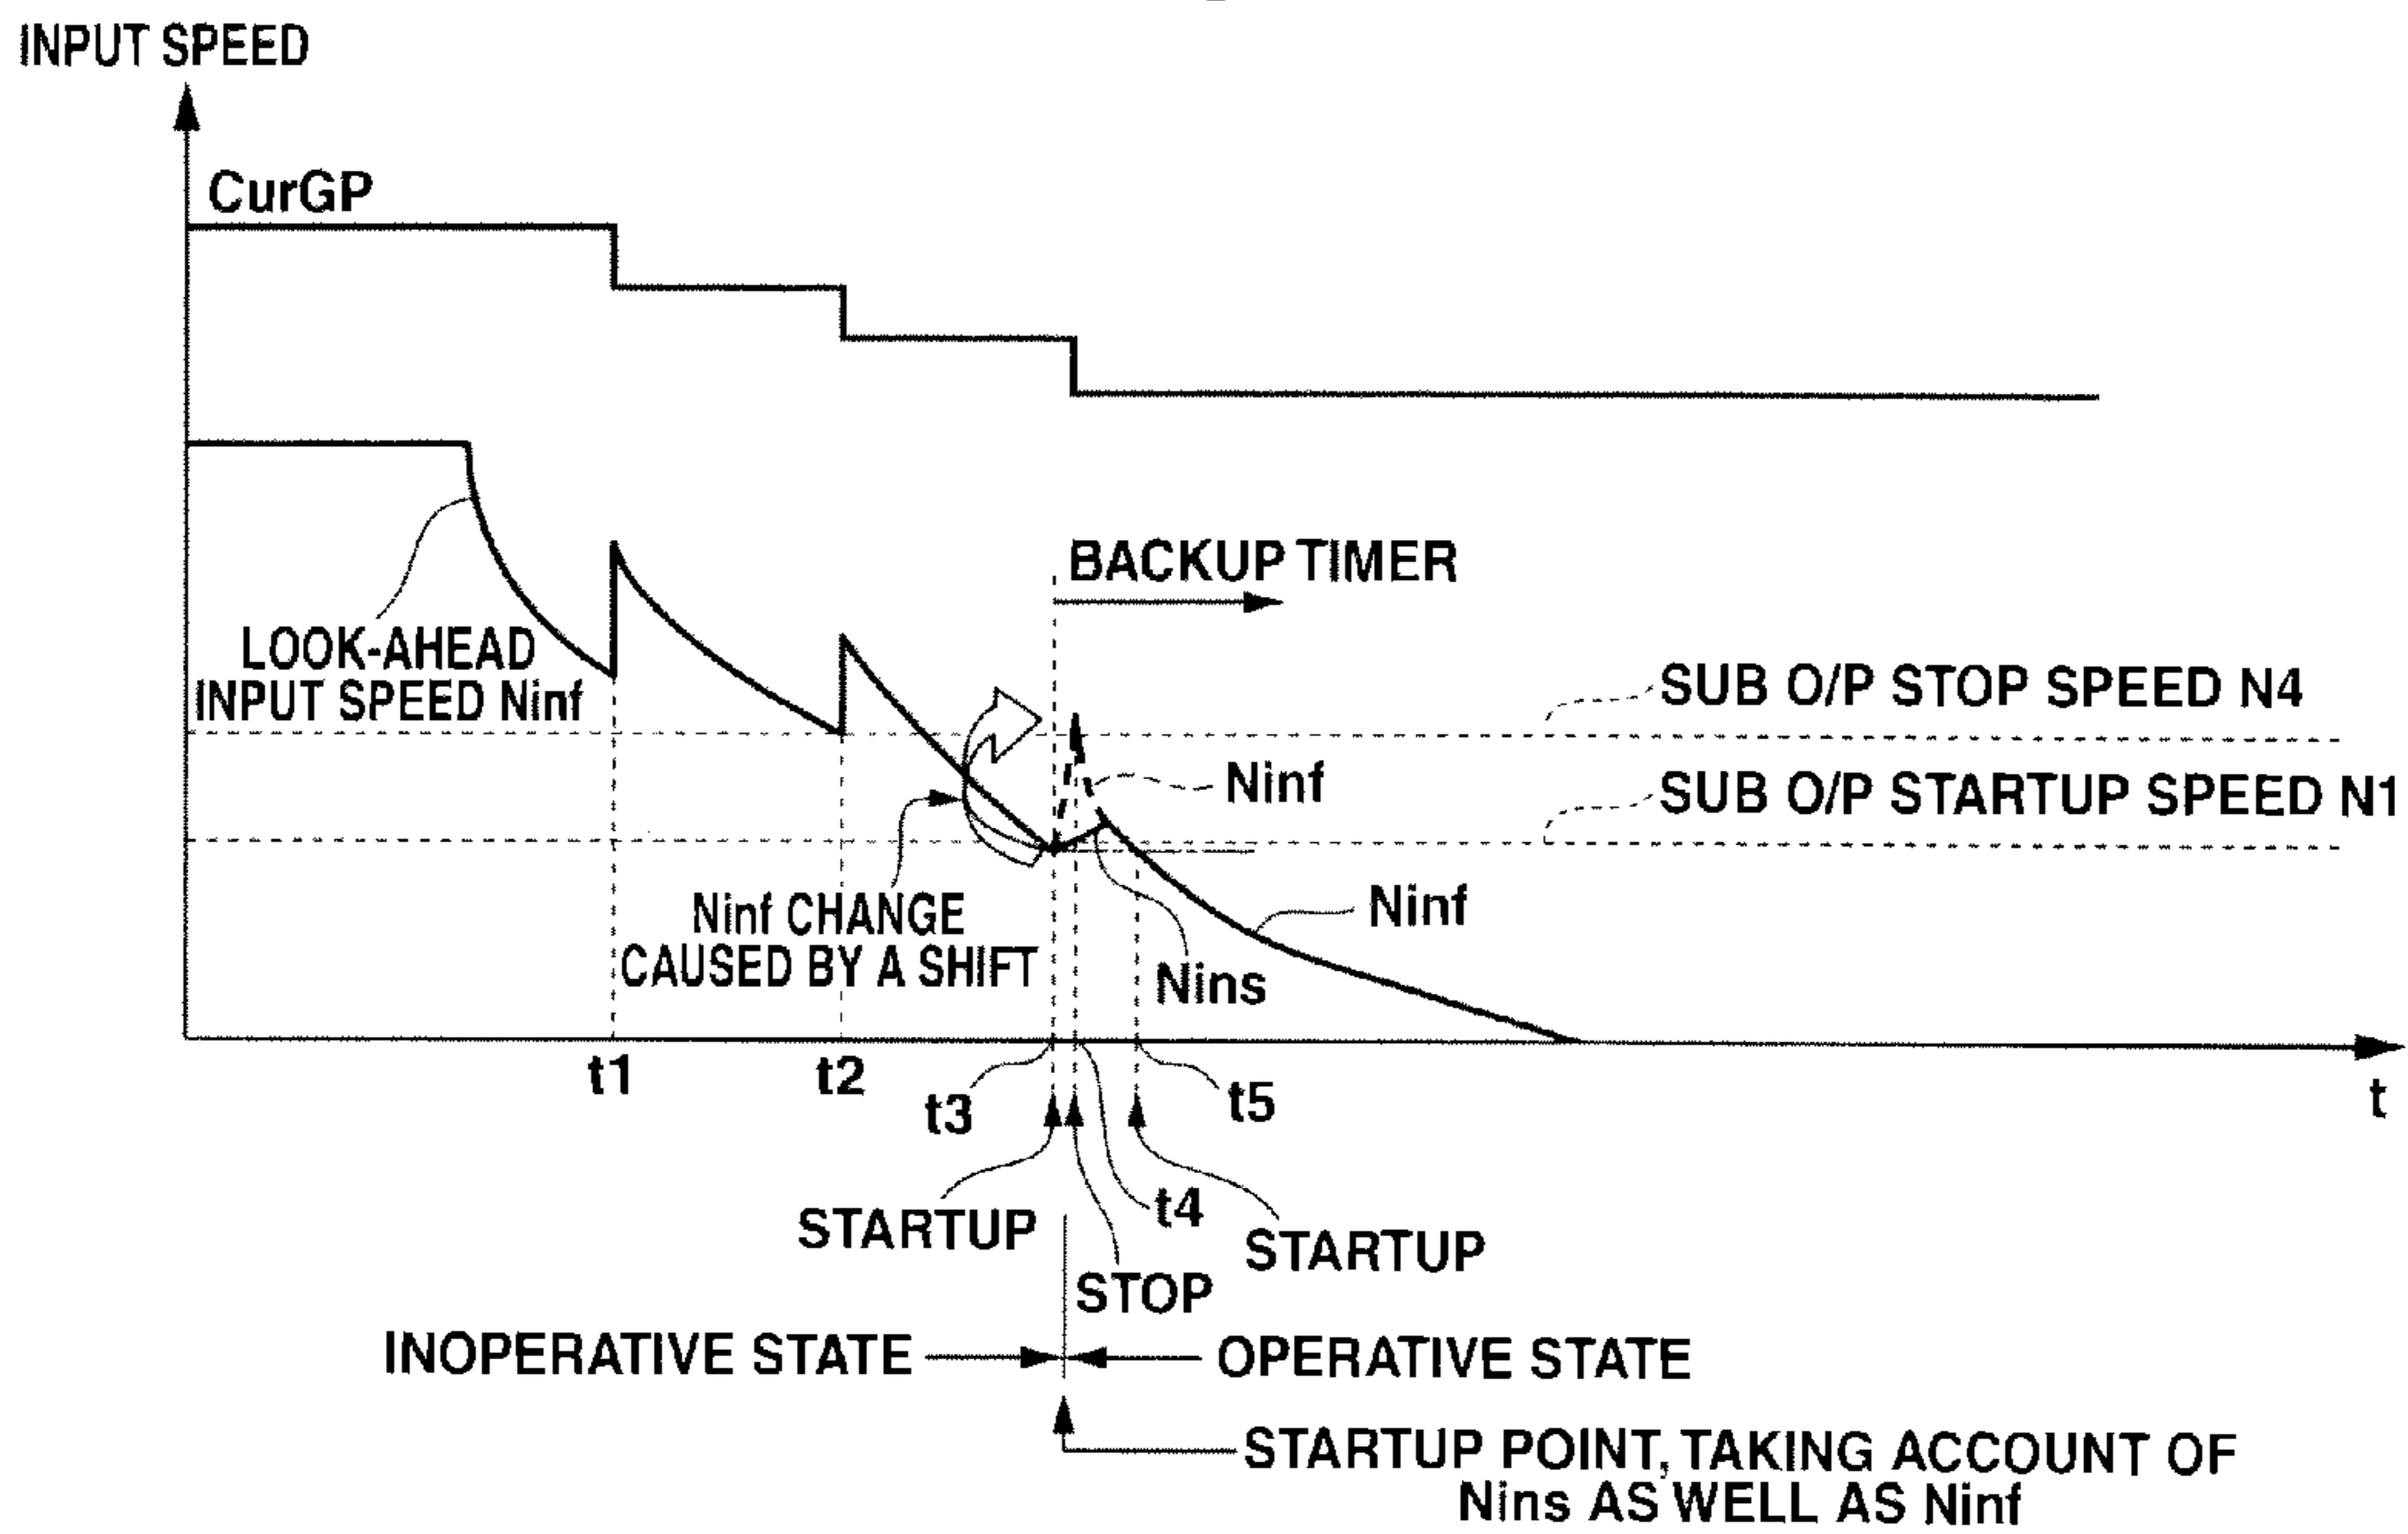 INPUT SPEED
CurGP
BACKUP TIMER
LOOK-AHEAD
INPUT SPEED Ninf
SUB O/P STOP SPEED N4
Ninf
SUB O/P STARTUP SPEED N1
Ninf CHANGE
CAUSED BY A SHIFT
Ninf
Nins
t1
t2
t3
t5
t
t4
STARTUP
STARTUP
STOP
INOPERATIVE STATE
OPERATIVE STATE
STARTUP POINT, TAKING ACCOUNT OF
Nins AS WELL AS Ninf